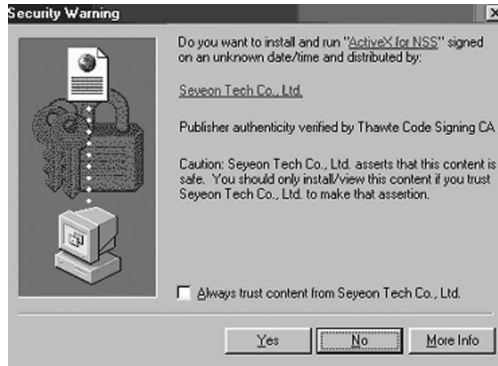 Security Warning
Do you want to install and run "ActiveX for NSS" signed
on an unknown date/time and distributed by:
Seyeon Tech Co., Ltd.
Publisher authenticity verified by Thawte Code Signing CA
Caution: Seyeon Tech Co., Ltd. asserts that this content is
safe. You should only install/view this content if you trust
Seyeon Tech Co., Ltd. to make that assertion.
Always trust content from Seyeon Tech Co., Ltd.
Yes
No
More Info